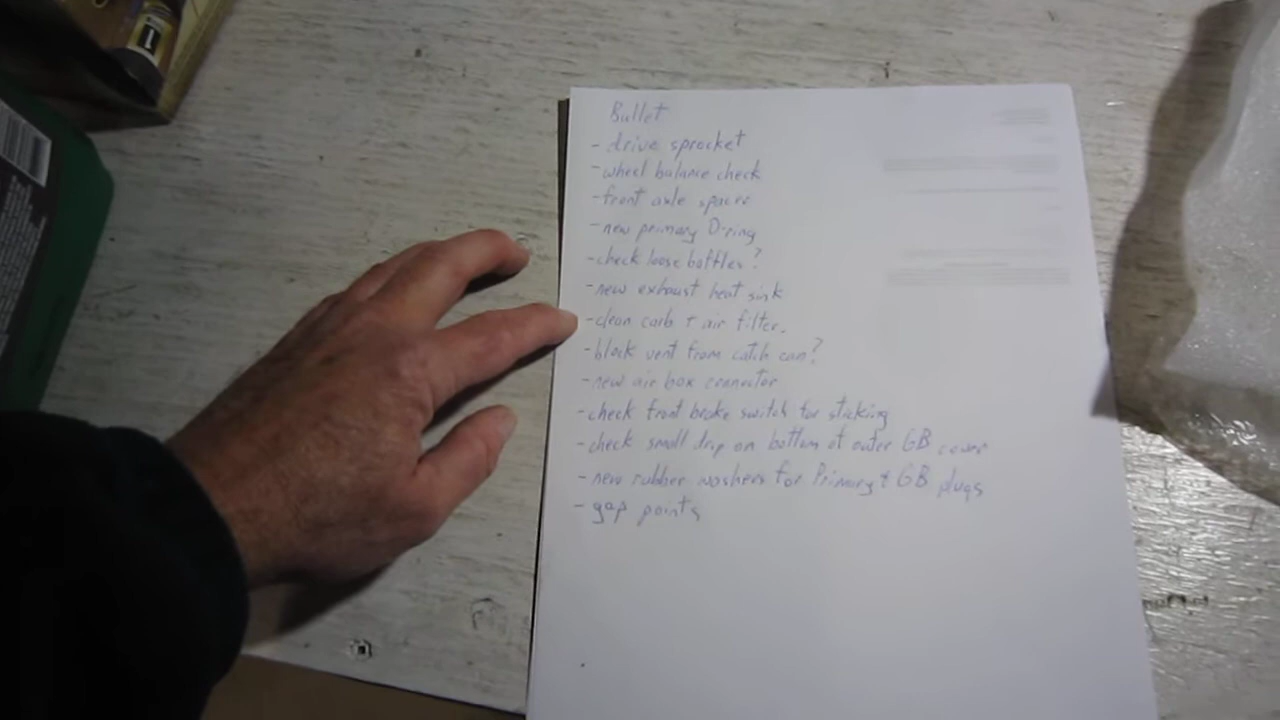 Bullet
- drive sprocket
- wheel balance check
- front axle spacer
- new primary O-ring
- check loose baffles?
- new exhaust heat sink
- clean carb + air filter.
- block vent from catch can?
- new air box connector
- check front brake switch for sticking
- check small drip on bottom of outer GB cover
- new rubber washers for Primary & GB plugs
- gap points